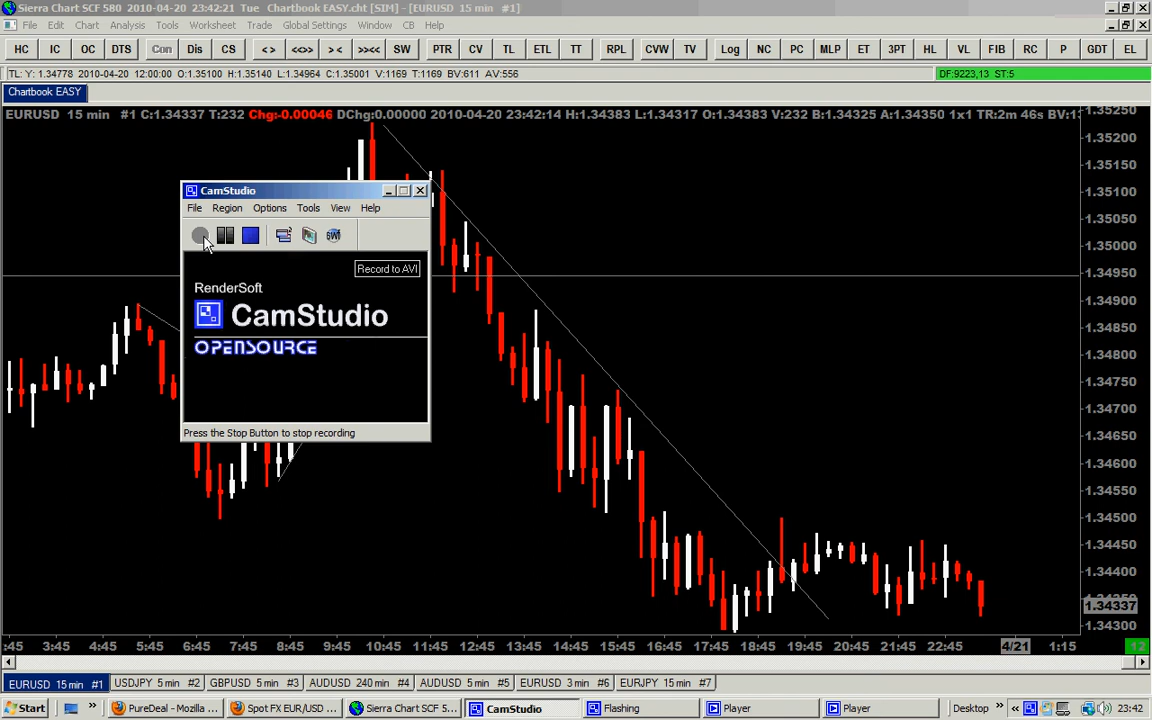 Sierra Chart SCF 580 2010-04-20 23:42:21 Tue Chartbook EASY.cht [SIM] - [EURUSD 15 min #1]
File Edit Chart Analysis Tools Worksheet Trade Global Settings Window CB Help
HC IC OC DTS Con Dis CS < > <<>> > < >><< SW PTR CV TL ETL TT RPL CVW TV Log NC PC MLP ET 3PT HL VL FIB RC P GDT EL
TL: Y: 1.34778 2010-04-20 12:00:00 O:1.35100 H:1.35140 L:1.34964 C:1.35001 V:1169 T:1169 BV:611 AV:556
DF:9223,13 ST:5
Chartbook EASY
EURUSD 15 min #1 C:1.34337 T:232 Chg:-0.00046 DChg:0.00000 2010-04-20 23:42:14 H:1.34383 L:1.34317 O:1.34383 V:232 B:1.34325 A:1.34350 1x1 TR:2m 46s BV:1
1.35250
1.35200
1.35150
1.35100
1.35050
1.35000
1.34950
1.34900
1.34850
1.34800
1.34750
1.34700
1.34650
1.34600
1.34550
1.34500
1.34450
1.34400
1.34337
1.34300
CamStudio
File Region Options Tools View Help
SWF
Record to AVI
RenderSoft
CamStudio
OPENSOURCE
Press the Stop Button to stop recording
:45 3:45 4:45 5:45 6:45 7:45 8:45 9:45 10:45 11:45 12:45 13:45 14:45 15:45 16:45 17:45 18:45 19:45 20:45 21:45 22:45 4/21 1:15 12
EURUSD 15 min #1 USDJPY 5 min #2 GBPUSD 5 min #3 AUDUSD 240 min #4 AUDUSD 5 min #5 EURUSD 3 min #6 EURJPY 15 min #7
Start » PureDeal - Mozilla ... Spot FX EUR/USD ... Sierra Chart SCF 5... CamStudio Flashing Player Player Desktop » « 23:42